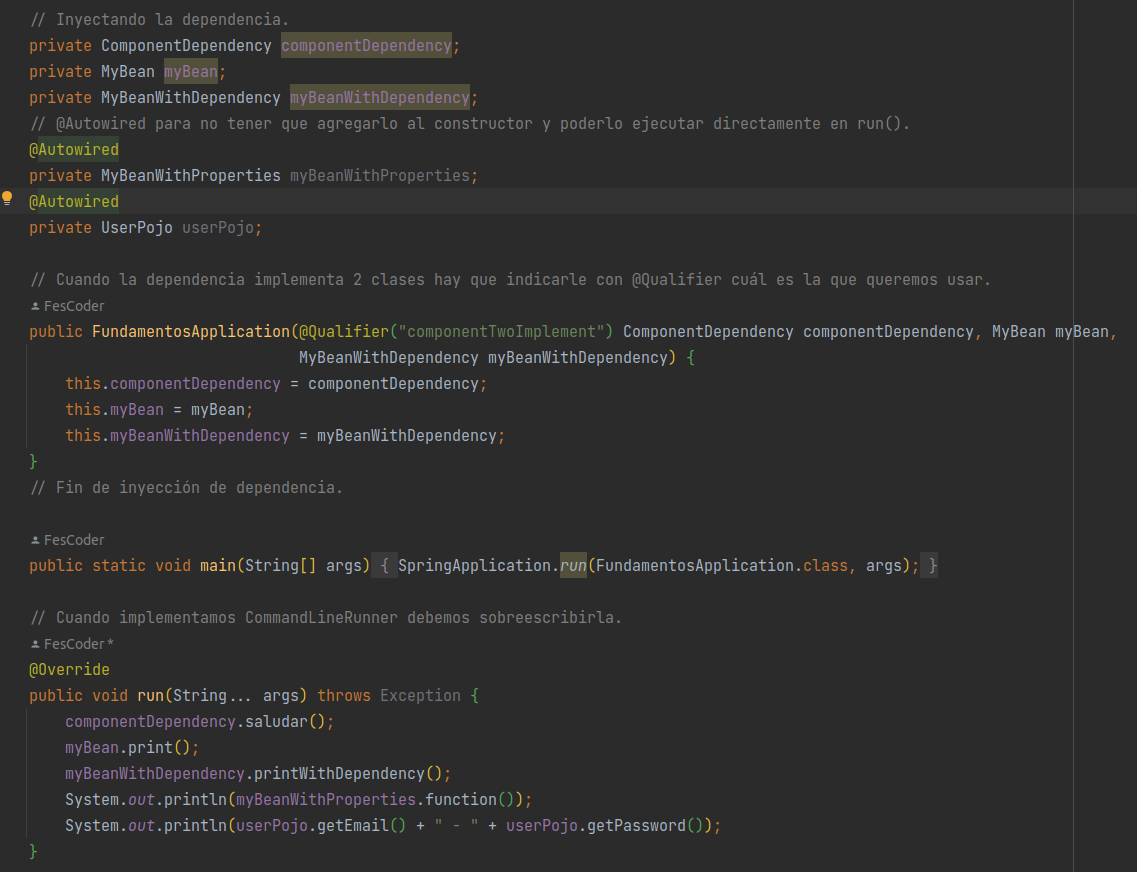 // Inyectando la dependencia.
private ComponentDependency componentDependency;
private MyBean myBean;
private MyBeanWithDependency myBeanWithDependency;
// @Autowired para no tener que agregarlo al constructor y poderlo ejecutar directamente en run().
@Autowired
private MyBeanWithProperties myBeanWithProperties;
@Autowired
private UserPojo userPojo;
// Cuando la dependencia implementa 2 clases hay que indicarle con @Qualifier cuál es la que queremos usar.
FesCoder
public FundamentosApplication(@Qualifier("componentTwoImplement") ComponentDependency componentDependency, MyBean myBean,
MyBeanWithDependency myBeanWithDependency) {
this.componentDependency = componentDependency;
this.myBean = myBean;
this.myBeanWithDependency = myBeanWithDependency;
}
// Fin de inyección de dependencia.
FesCoder
public static void main(String[] args) { SpringApplication.run(FundamentosApplication.class, args); }
// Cuando implementamos CommandLineRunner debemos sobreescribirla.
FesCoder *
@Override
public void run(String... args) throws Exception {
componentDependency.saludar();
myBean.print();
myBeanWithDependency.printWithDependency();
System.out.println(myBeanWithProperties.function());
System.out.println(userPojo.getEmail() + " - " + userPojo.getPassword());
}